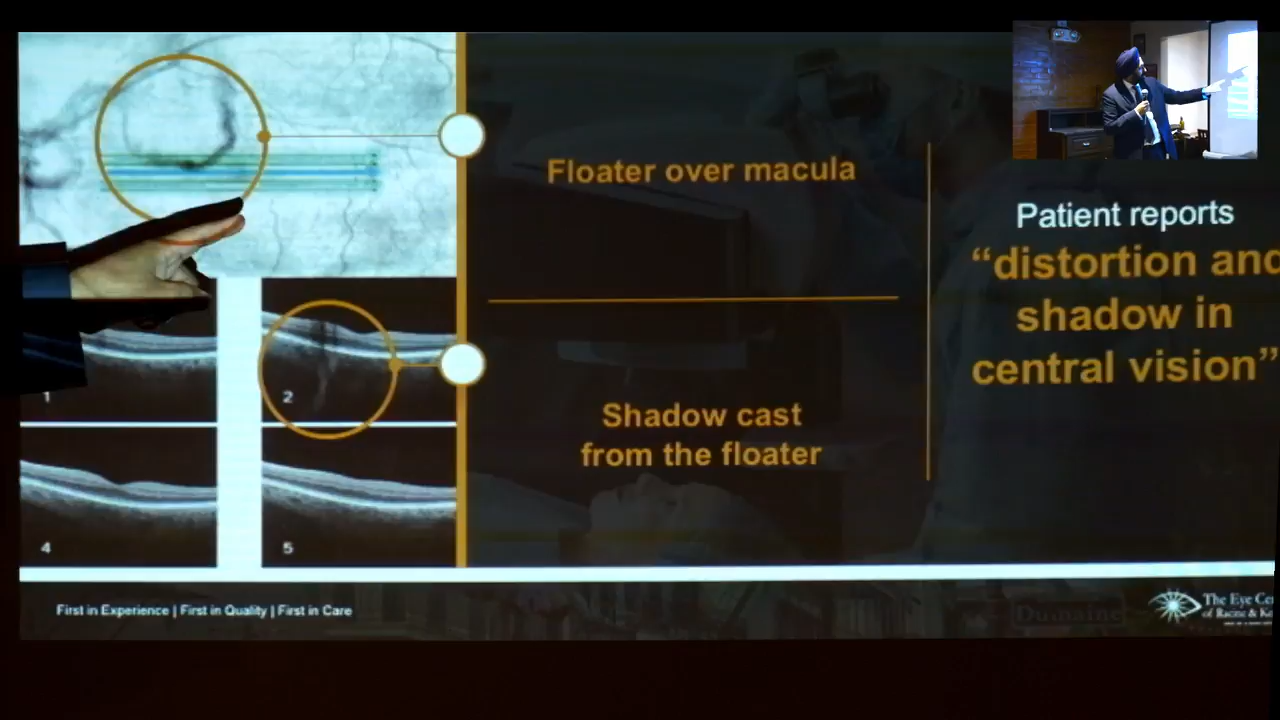 Floater over macula
Patient reports
“distortion and
shadow in
central vision”
Shadow cast
from the floater
1
2
4
5
First in Experience | First in Quality | First in Care
The Eye
of Racine &
Dumaine